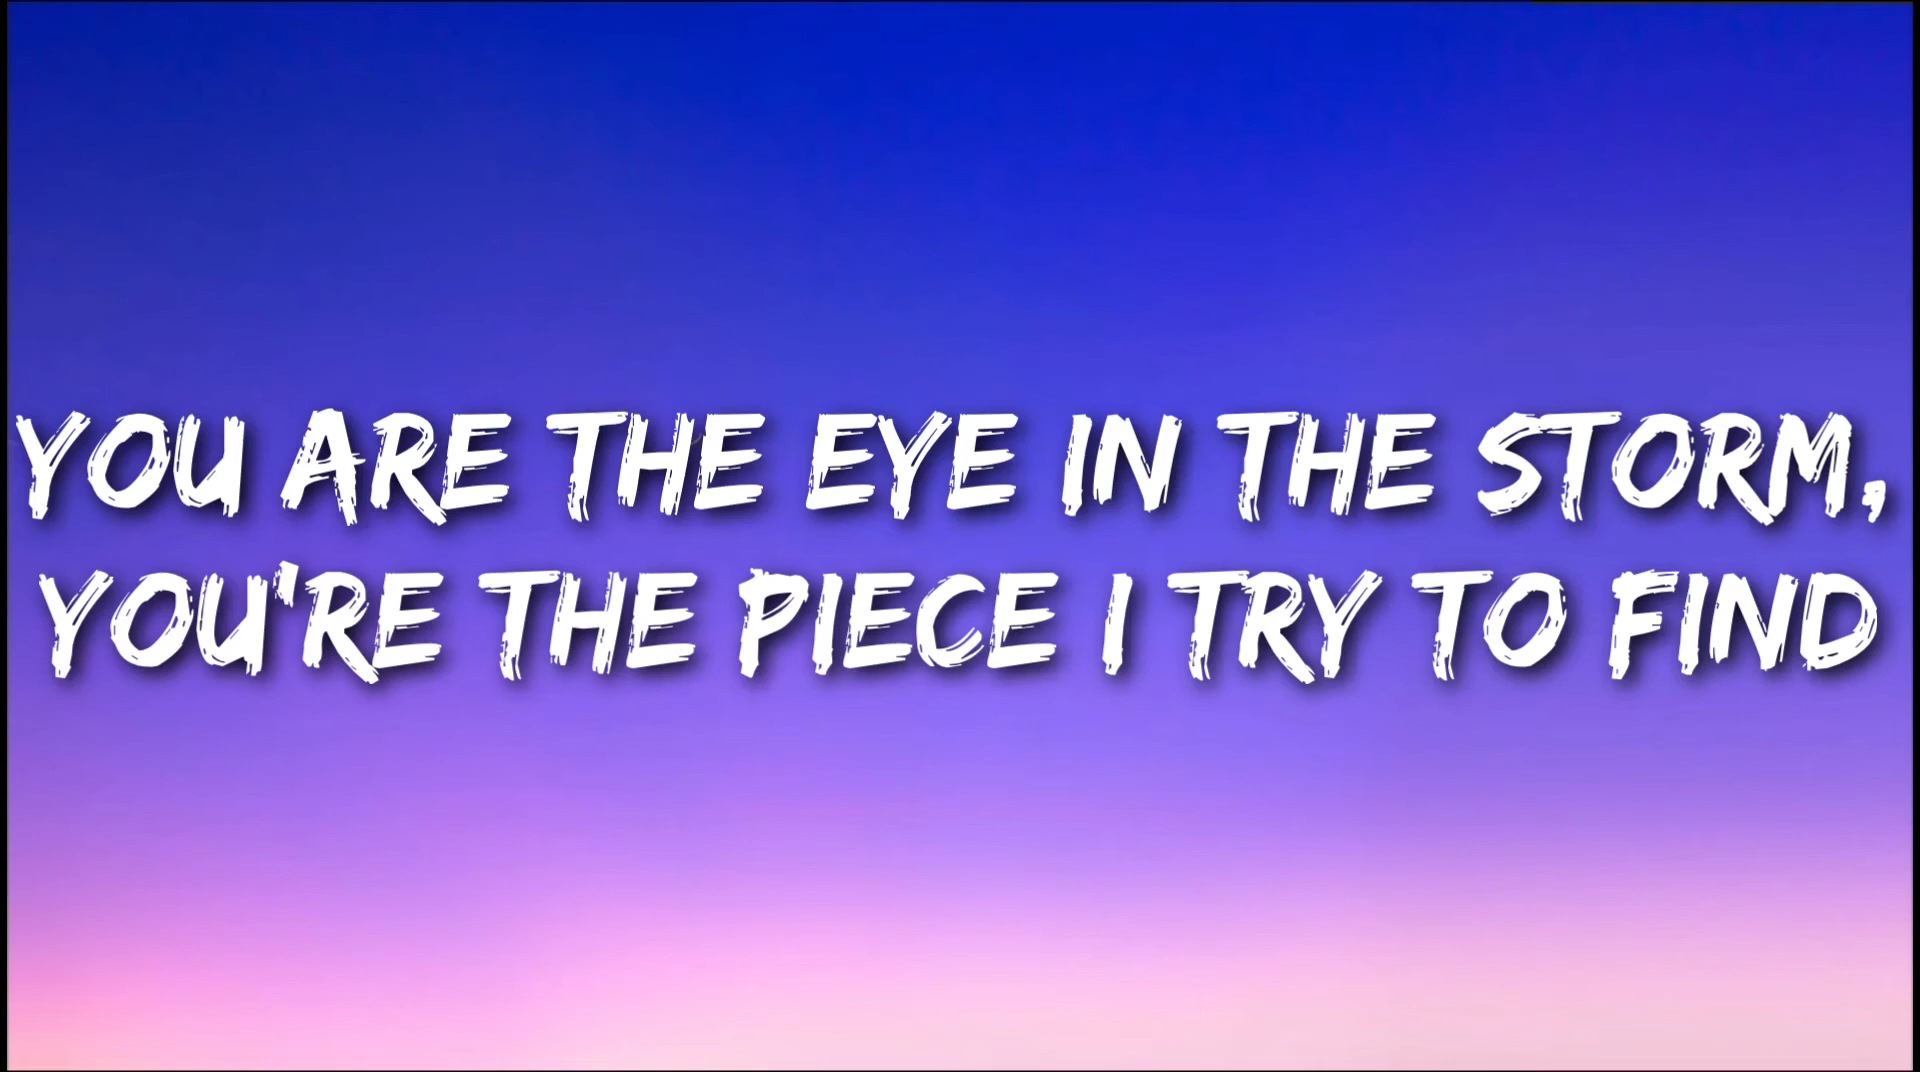 YOU ARE THE EYE IN THE STORM,
YOU'RE THE PIECE I TRY TO FIND